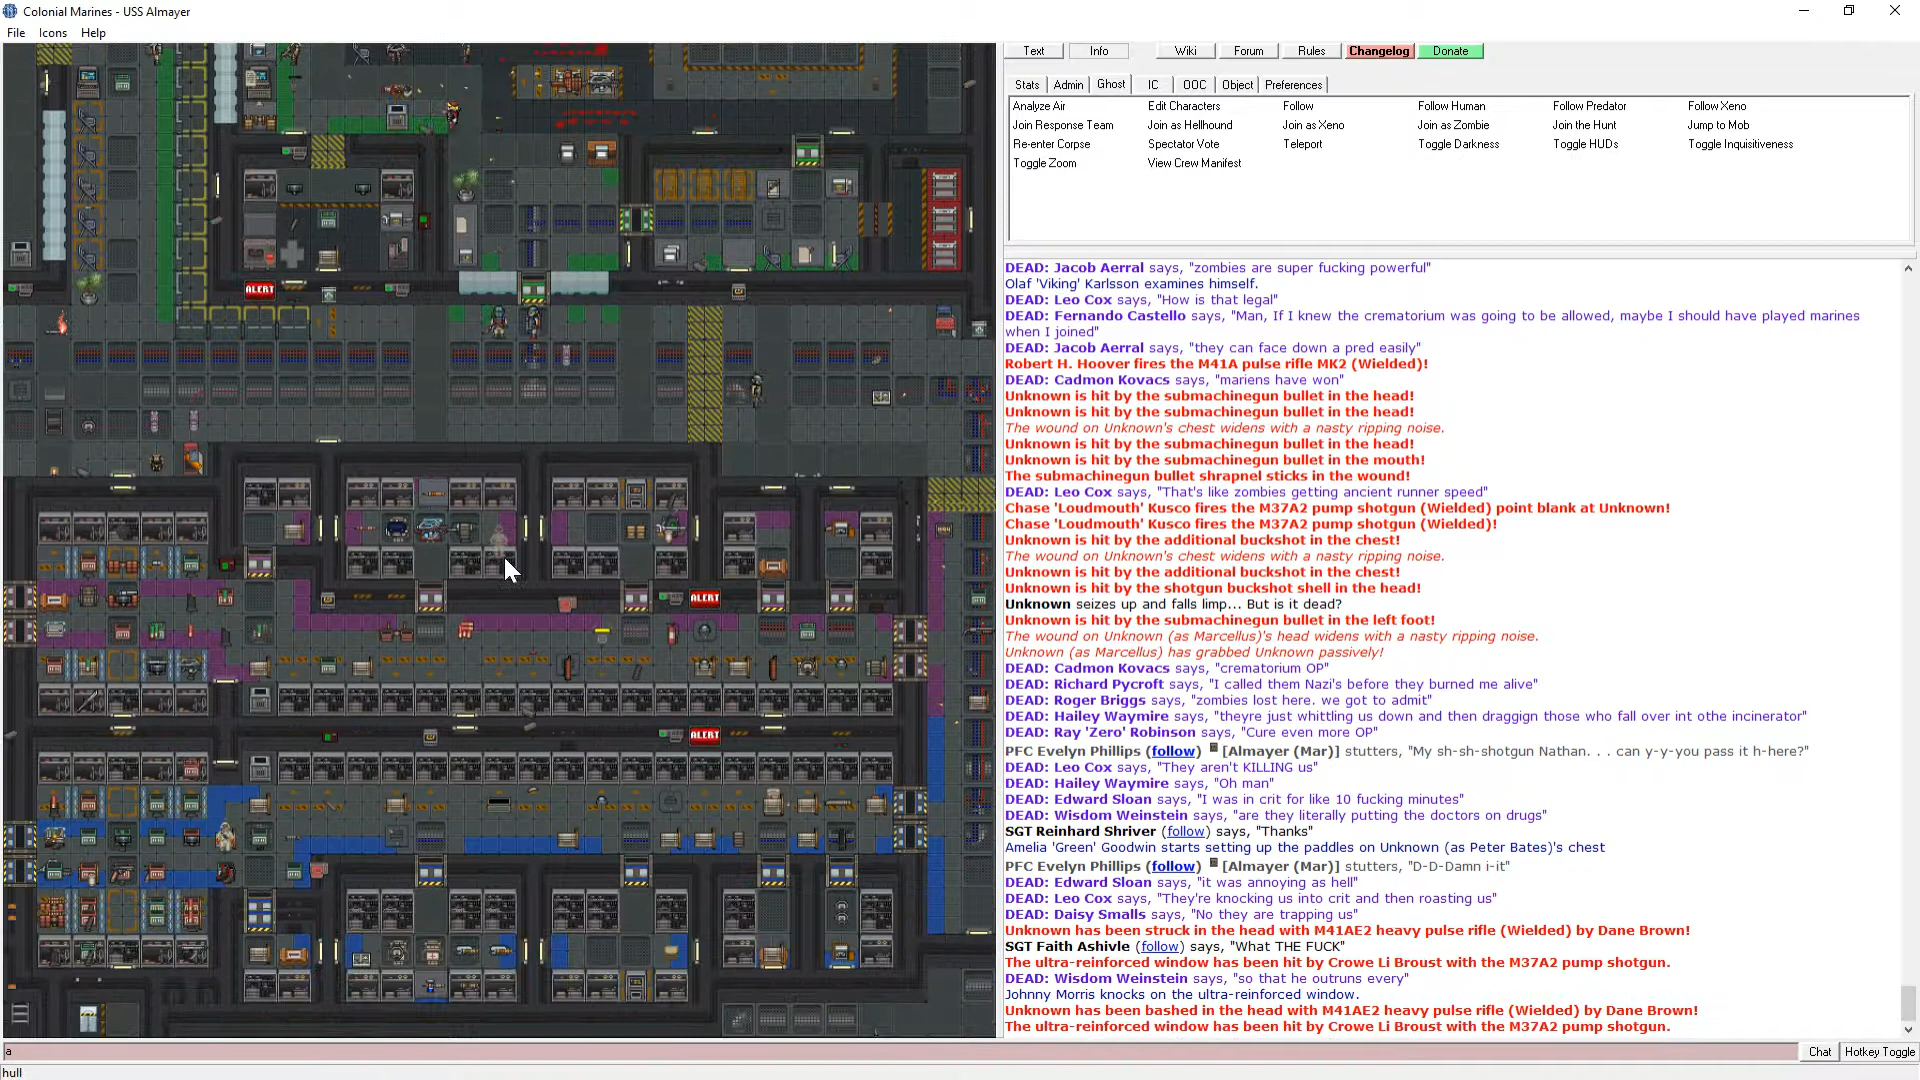 Colonial Marines - USS Almayer
File Icons Help
Text Info Wiki Forum Rules Changelog Donate
Stats Admin Ghost IC OOC Object Preferences
Analyze Air Edit Characters Follow Follow Human Follow Predator Follow Xeno
Join Response Team Join as Hellhound Join as Xeno Join as Zombie Join the Hunt Jump to Mob
Re-enter Corpse Spectator Vote Teleport Toggle Darkness Toggle HUDs Toggle Inquisitiveness
Toggle Zoom View Crew Manifest
DEAD: Jacob Aerral says, "zombies are super fucking powerful"
Olaf 'Viking' Karlsson examines himself.
DEAD: Leo Cox says, "How is that legal"
DEAD: Fernando Castello says, "Man, If I knew the crematorium was going to be allowed, maybe I should have played marines
when I joined"
DEAD: Jacob Aerral says, "they can face down a pred easily"
Robert H. Hoover fires the M41A pulse rifle MK2 (Wielded)!
DEAD: Cadmon Kovacs says, "mariens have won"
Unknown is hit by the submachinegun bullet in the head!
Unknown is hit by the submachinegun bullet in the head!
The wound on Unknown's chest widens with a nasty ripping noise.
Unknown is hit by the submachinegun bullet in the head!
Unknown is hit by the submachinegun bullet in the mouth!
The submachinegun bullet shrapnel sticks in the wound!
DEAD: Leo Cox says, "That's like zombies getting ancient runner speed"
Chase 'Loudmouth' Kusco fires the M37A2 pump shotgun (Wielded) point blank at Unknown!
Chase 'Loudmouth' Kusco fires the M37A2 pump shotgun (Wielded)!
Unknown is hit by the additional buckshot in the chest!
The wound on Unknown's chest widens with a nasty ripping noise.
Unknown is hit by the additional buckshot in the chest!
Unknown is hit by the shotgun buckshot shell in the head!
Unknown seizes up and falls limp... But is it dead?
Unknown is hit by the submachinegun bullet in the left foot!
The wound on Unknown (as Marcellus)'s head widens with a nasty ripping noise.
Unknown (as Marcellus) has grabbed Unknown passively!
DEAD: Cadmon Kovacs says, "crematorium OP"
DEAD: Richard Pycroft says, "I called them Nazi's before they burned me alive"
DEAD: Roger Briggs says, "zombies lost here. we got to admit"
DEAD: Hailey Waymire says, "theyre just whittling us down and then draggign those who fall over int othe incinerator"
DEAD: Ray 'Zero' Robinson says, "Cure even more OP"
PFC Evelyn Phillips (follow) [Almayer (Mar)] stutters, "My sh-sh-shotgun Nathan. . . can y-y-you pass it h-here?"
DEAD: Leo Cox says, "They aren't KILLING us"
DEAD: Hailey Waymire says, "Oh man"
DEAD: Edward Sloan says, "I was in crit for like 10 fucking minutes"
DEAD: Wisdom Weinstein says, "are they literally putting the doctors on drugs"
SGT Reinhard Shriver (follow) says, "Thanks"
Amelia 'Green' Goodwin starts setting up the paddles on Unknown (as Peter Bates)'s chest
PFC Evelyn Phillips (follow) [Almayer (Mar)] stutters, "D-D-Damn i-it"
DEAD: Edward Sloan says, "it was annoying as hell"
DEAD: Leo Cox says, "They're knocking us into crit and then roasting us"
DEAD: Daisy Smalls says, "No they are trapping us"
Unknown has been struck in the head with M41AE2 heavy pulse rifle (Wielded) by Dane Brown!
SGT Faith Ashivle (follow) says, "What THE FUCK"
The ultra-reinforced window has been hit by Crowe Li Broust with the M37A2 pump shotgun.
DEAD: Wisdom Weinstein says, "so that he outruns every"
Johnny Morris knocks on the ultra-reinforced window.
Unknown has been bashed in the head with M41AE2 heavy pulse rifle (Wielded) by Dane Brown!
The ultra-reinforced window has been hit by Crowe Li Broust with the M37A2 pump shotgun.
ALERT
ALERT
ALERT
a
Chat Hotkey Toggle
hull